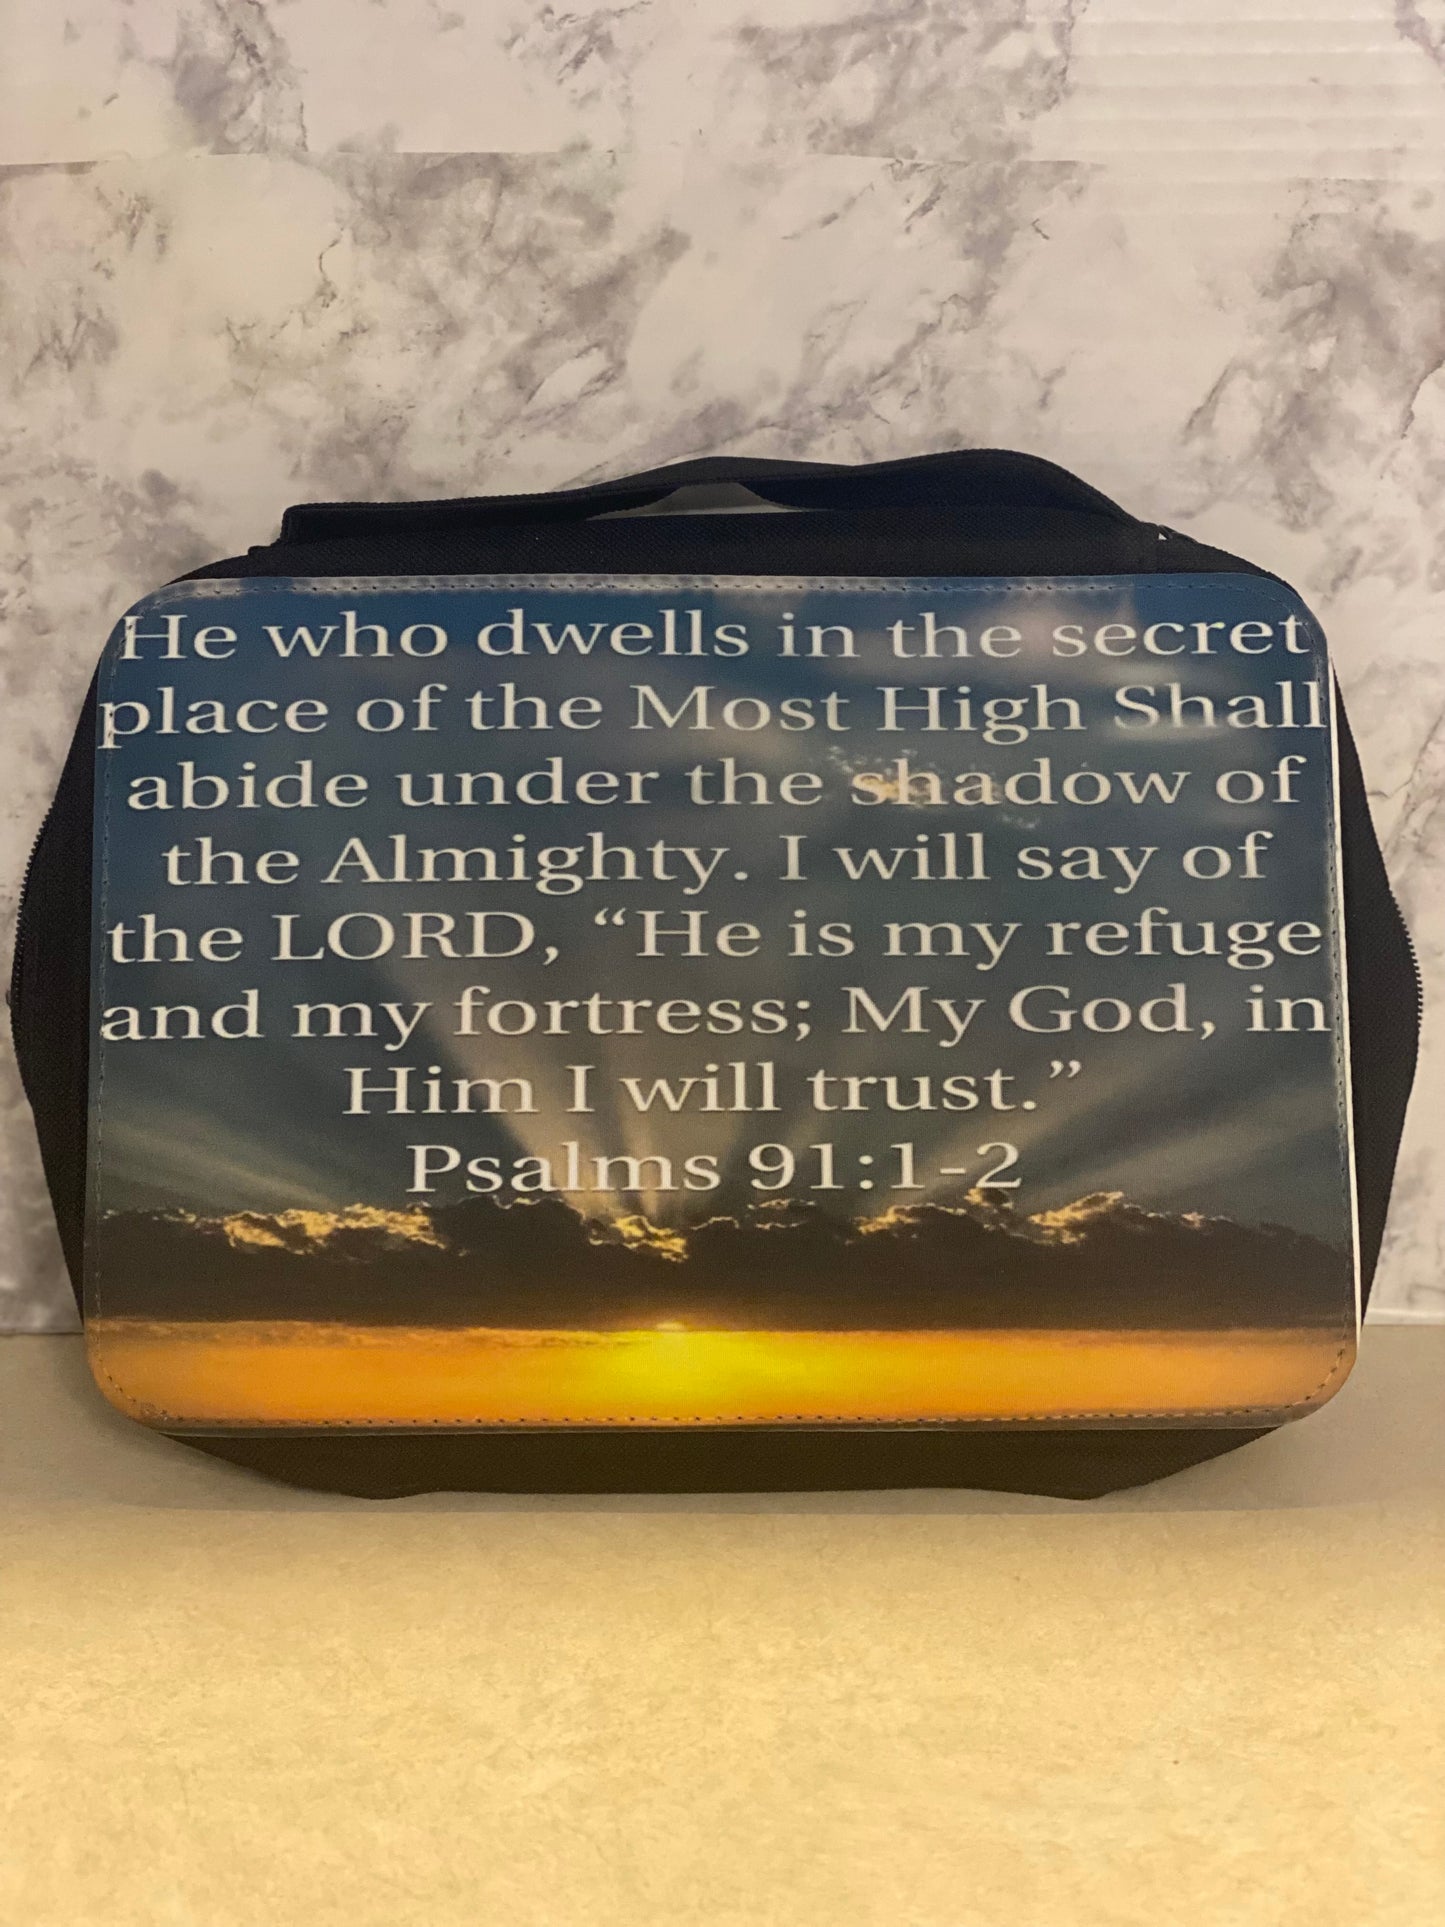 He who dwells in the secret
place of the Most High Shall
abide under the shadow of
the Almighty. I will say of
the LORD, “He is my refuge
and my fortress; My God, in
Him I will trust.”
Psalms 91:1-2